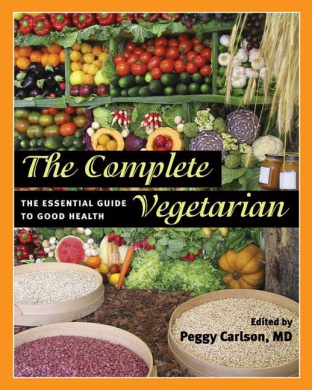 The Complete
THE ESSENTIAL GUIDE
TO GOOD HEALTH
Vegetarian
Edited by
Peggy Carlson, MD